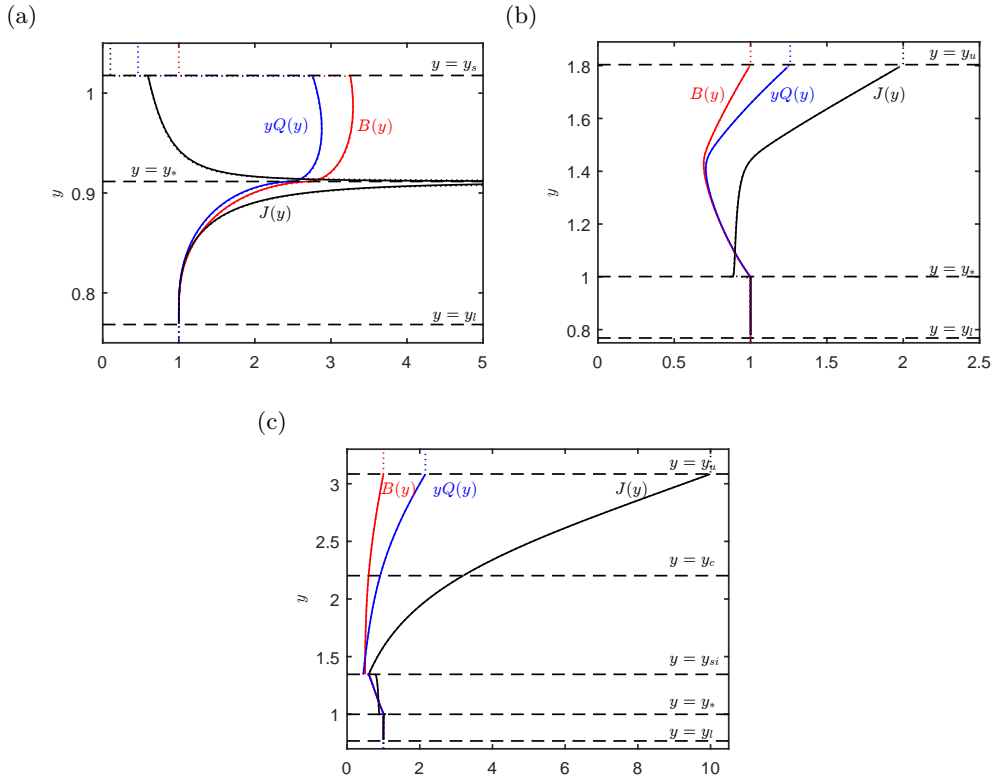 (a)
(b)
y = y_s
yQ(y)
B(y)
y = y_*
J(y)
y = y_l
y
1
0.9
0.8
0 1 2 3 4 5
y = y_u
B(y)
yQ(y)
J(y)
y = y_*
y = y_l
y
1.8
1.6
1.4
1.2
1
0.8
0 0.5 1 1.5 2 2.5
(c)
y = y_u
B(y)
yQ(y)
J(y)
y = y_c
y = y_{si}
y = y_*
y = y_l
y
3
2.5
2
1.5
1
0 2 4 6 8 10